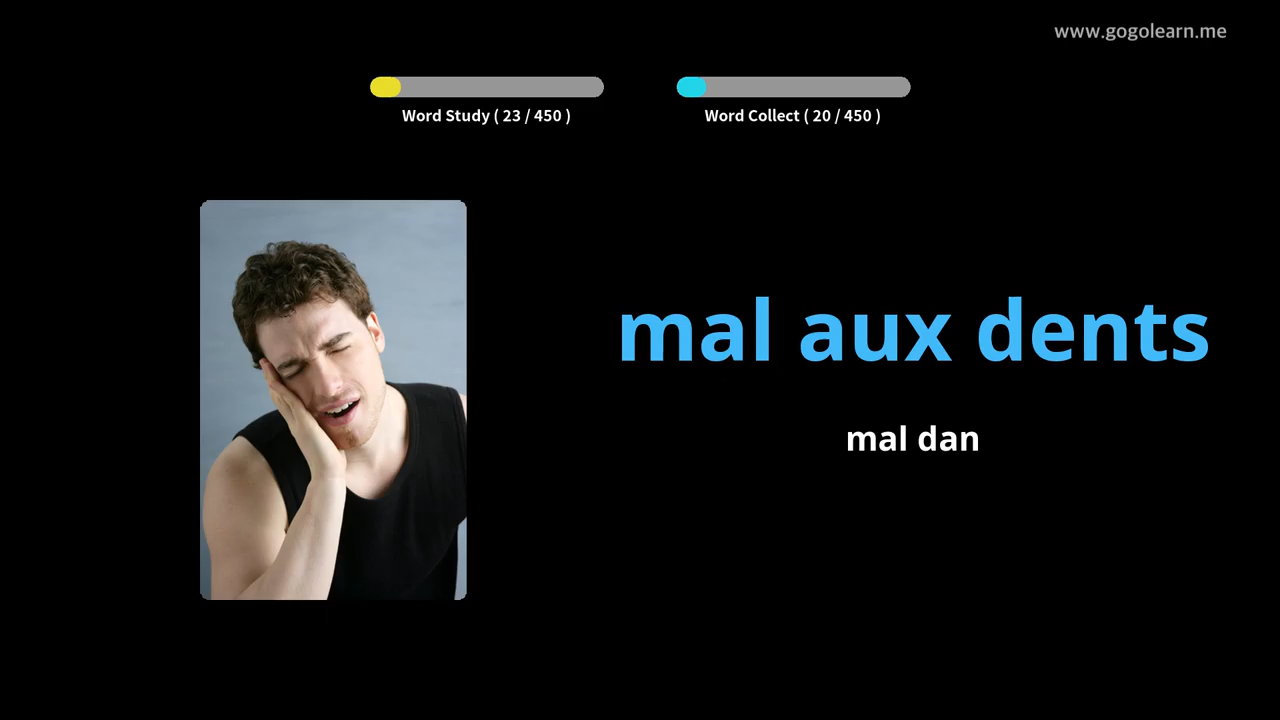 www.gogolearn.me
Word Study ( 23 / 450 )
Word Collect ( 20 / 450 )
mal aux dents
mal dan